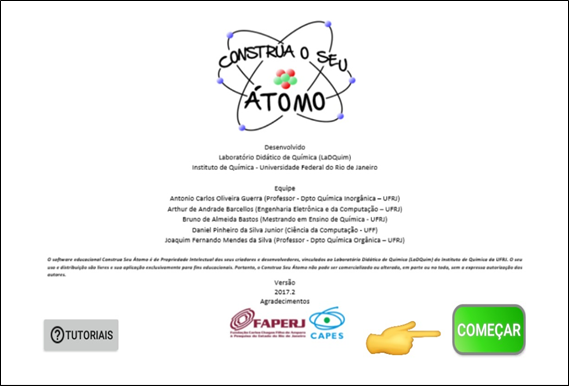 CONSTRUA O SEU
ÁTOMO
Desenvolvido
Laboratório Didático de Química (LaDQuim)
Instituto de Química - Universidade Federal do Rio de Janeiro
Equipe
Antonio Carlos Oliveira Guerra (Professor - Dpto Química Inorgânica – UFRJ)
Arthur de Andrade Barcellos (Engenharia Eletrônica e da Computação – UFRJ)
Bruno de Almeida Bastos (Mestrando em Ensino de Química - UFRJ)
Daniel Pinheiro da Silva Junior (Ciência da Computação - UFF)
Joaquim Fernando Mendes da Silva (Professor - Dpto Química Orgânica – UFRJ)
O software educacional Construa Seu Átomo é de Propriedade Intelectual dos seus criadores e desenvolvedores, vinculados ao Laboratório Didático de Química (LaDQuim) do Instituto de Química da UFRJ. O seu
uso e distribuição são livres e sua aplicação exclusivamente para fins educacionais. Portanto, o Construa Seu Átomo não pode ser comercializado ou alterado, em parte ou no todo, sem a expressa autorização dos
autores.
Versão
2017.2
Agradecimentos
FAPERJ
Fundação Carlos Chagas Filho de Amparo
à Pesquisa do Estado do Rio de Janeiro
CAPES
? TUTORIAIS
COMEÇAR